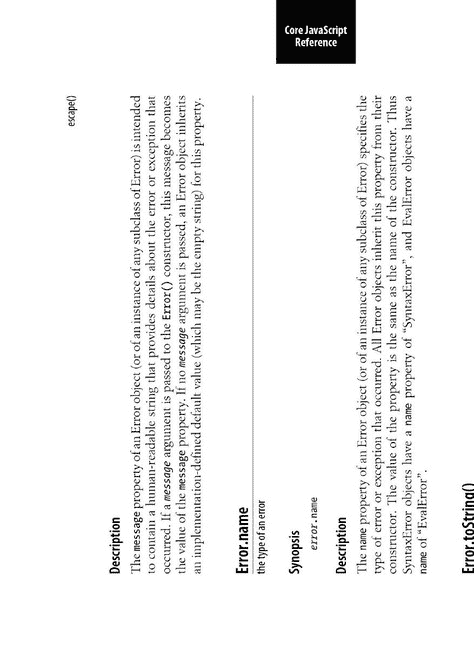 Core JavaScript
Reference
escape()
Description
The message property of an Error object (or of an instance of any subclass of Error) is intended
to contain a human-readable string that provides details about the error or exception that
occurred. If a message argument is passed to the Error() constructor, this message becomes
the value of the message property. If no message argument is passed, an Error object inherits
an implementation-defined default value (which may be the empty string) for this property.
Error.name
the type of an error
Synopsis
error.name
Description
The name property of an Error object (or of an instance of any subclass of Error) specifies the
type of error or exception that occurred. All Error objects inherit this property from their
constructor. The value of the property is the same as the name of the constructor. Thus
SyntaxError objects have a name property of “SyntaxError”, and EvalError objects have a
name of “EvalError”.
Error.toString()